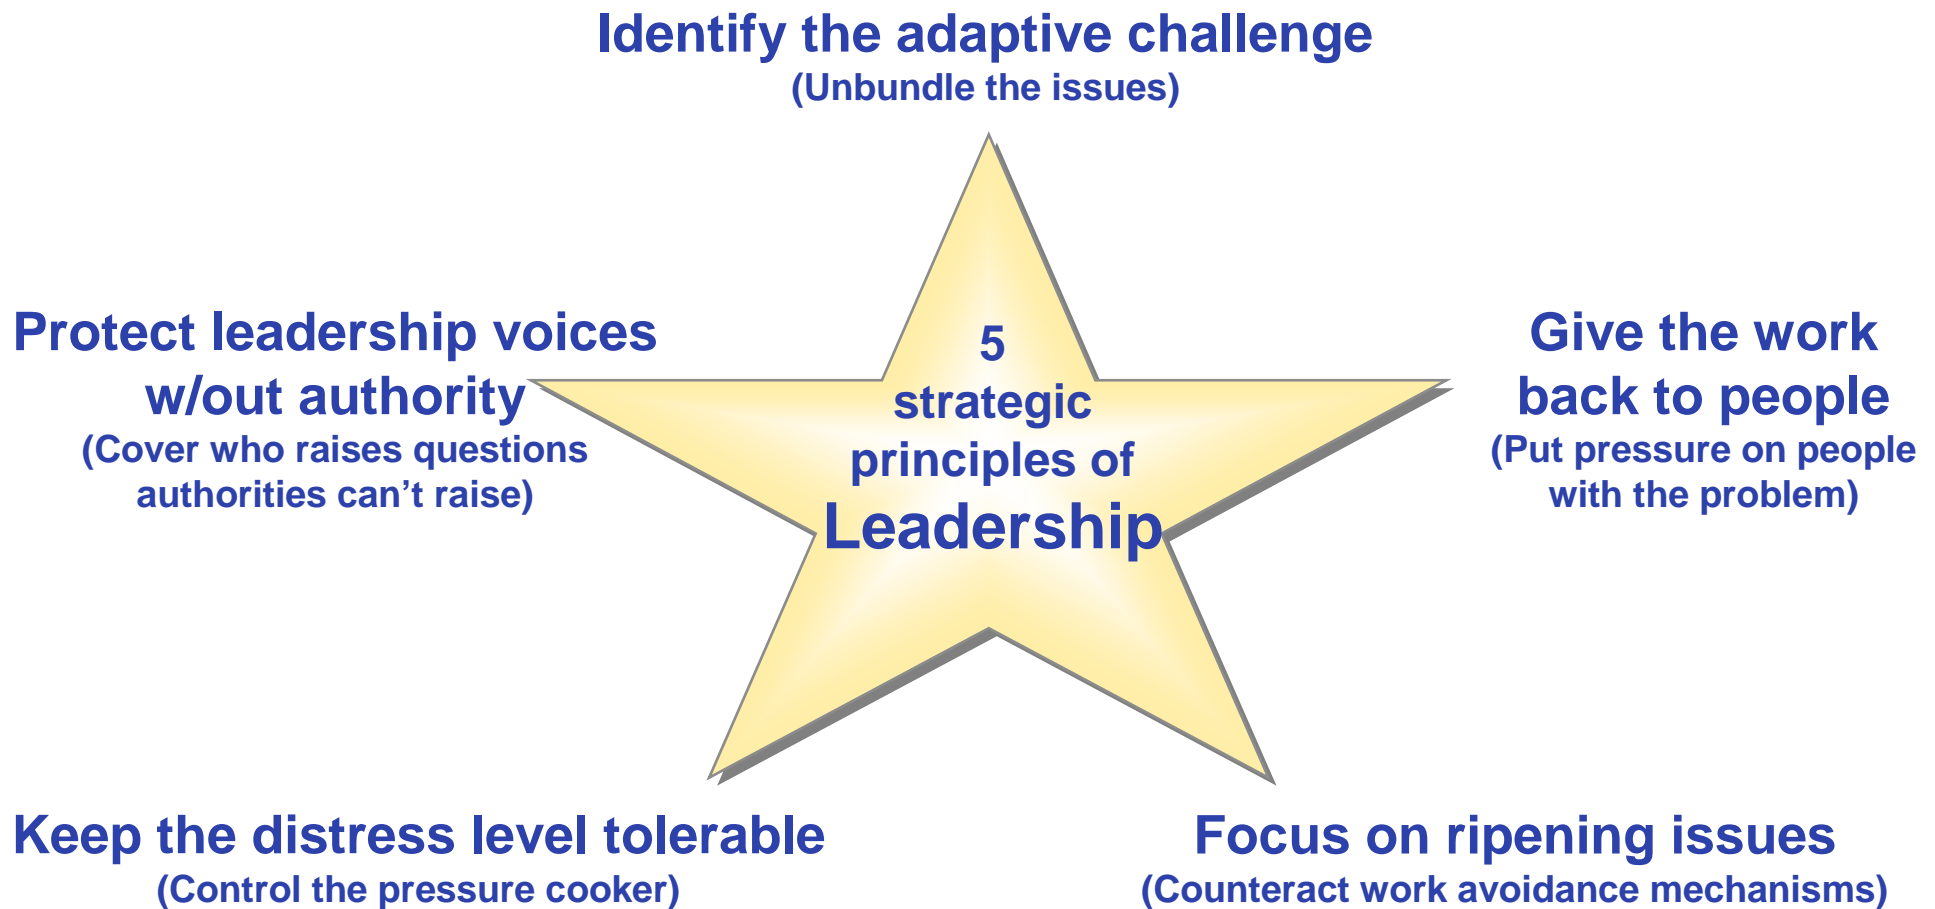 Identify the adaptive challenge
(Unbundle the issues)
Protect leadership voices
w/out authority
(Cover who raises questions
authorities can’t raise)
5
strategic
principles of
Leadership
Give the work
back to people
(Put pressure on people
with the problem)
Keep the distress level tolerable
(Control the pressure cooker)
Focus on ripening issues
(Counteract work avoidance mechanisms)